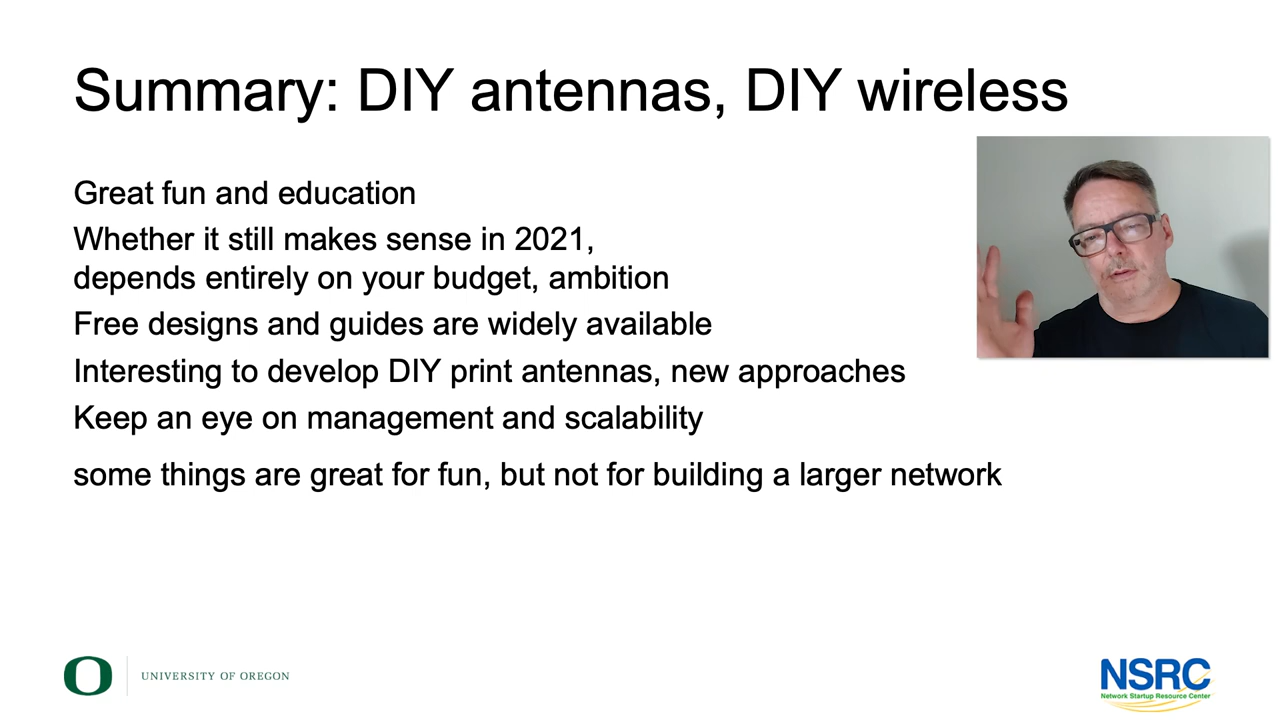 Summary: DIY antennas, DIY wireless
Great fun and education
Whether it still makes sense in 2021,
depends entirely on your budget, ambition
Free designs and guides are widely available
Interesting to develop DIY print antennas, new approaches
Keep an eye on management and scalability
some things are great for fun, but not for building a larger network
O UNIVERSITY OF OREGON
NSRC
Network Startup Resource Center